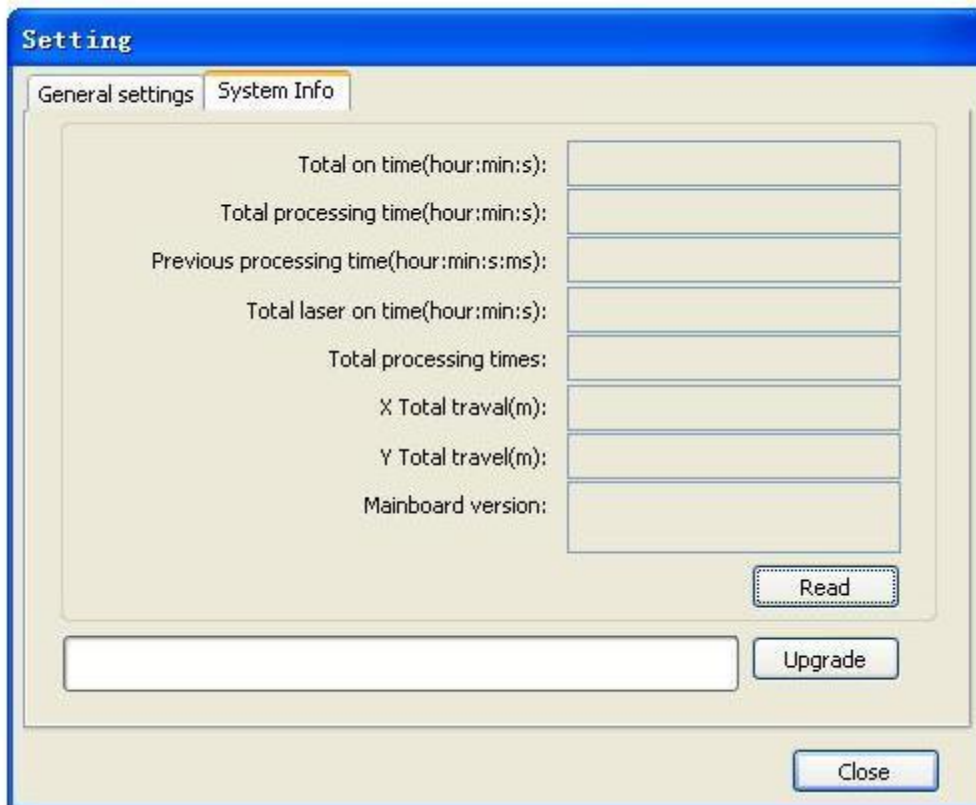 Setting
General settings System Info
Total on time(hour:min:s):
Total processing time(hour:min:s):
Previous processing time(hour:min:s:ms):
Total laser on time(hour:min:s):
Total processing times:
X Total traval(m):
Y Total travel(m):
Mainboard version:
Read
Upgrade
Close